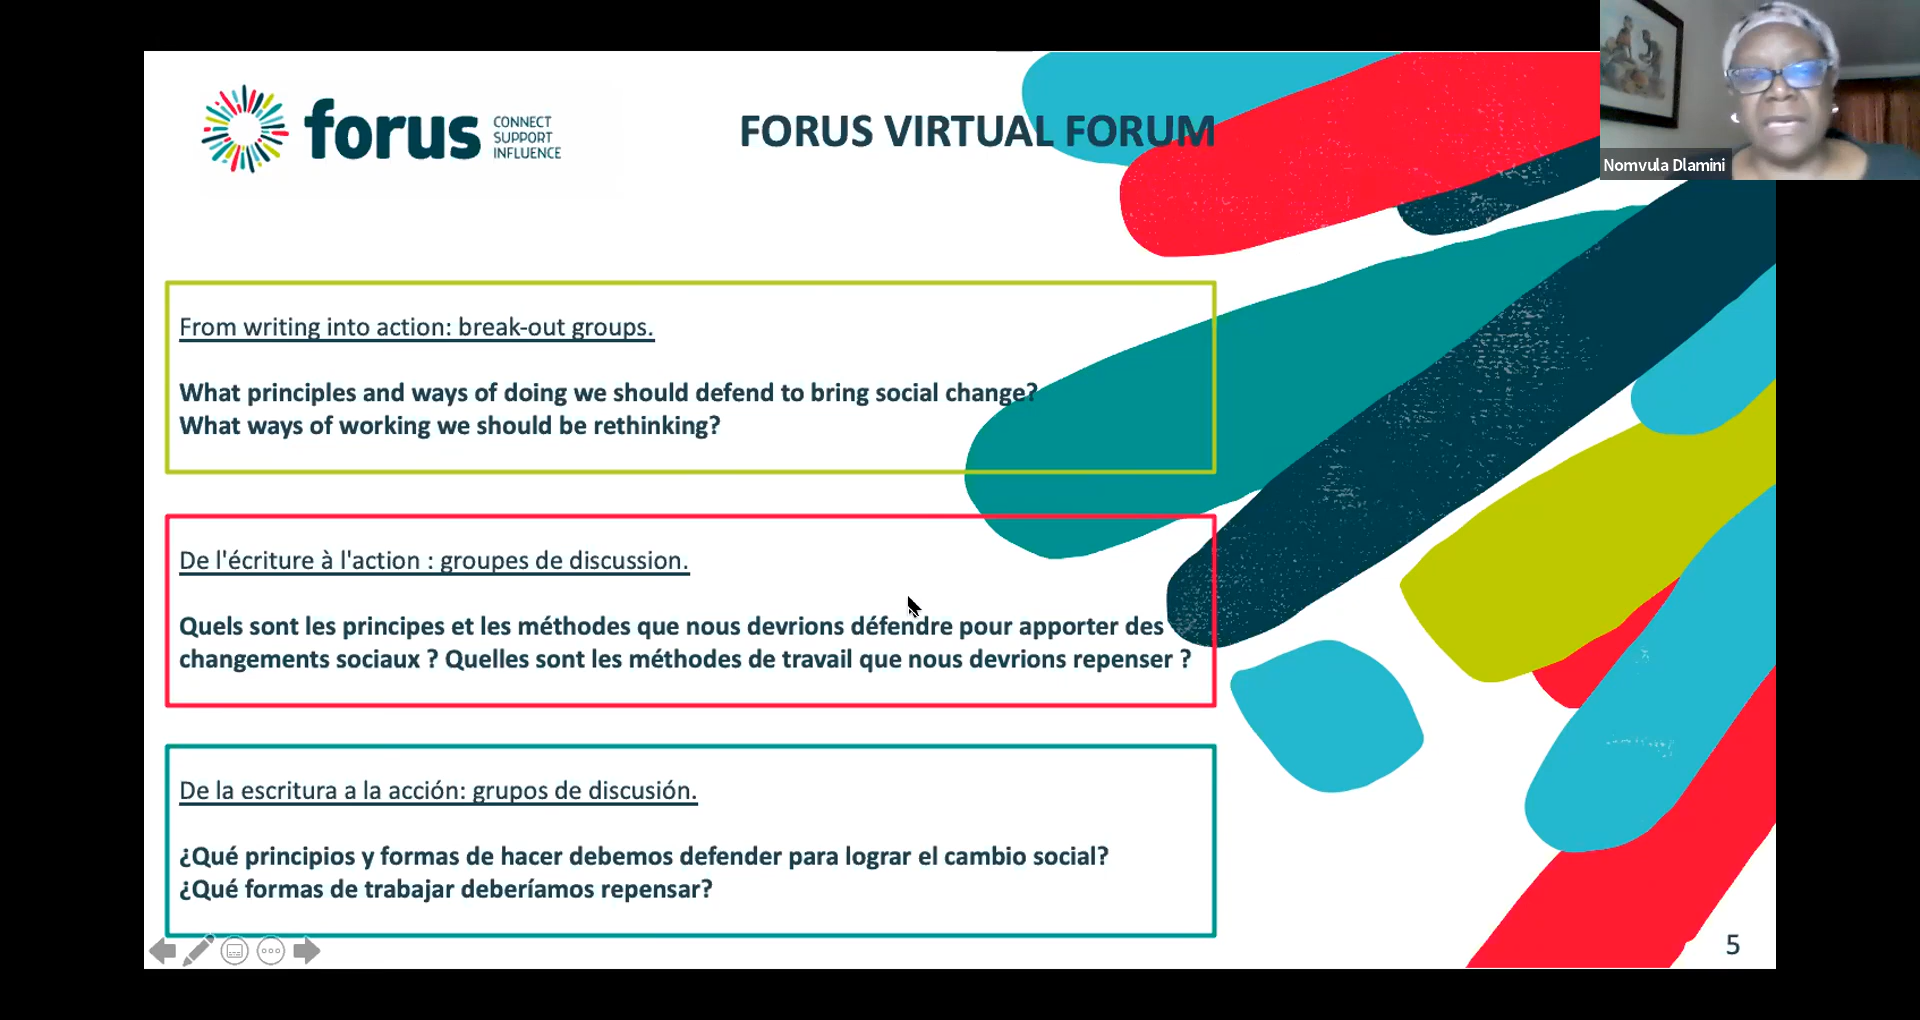 forus
CONNECT
SUPPORT
INFLUENCE
FORUS VIRTUAL FORUM
Nomvula Dlamini
From writing into action: break-out groups.
What principles and ways of doing we should defend to bring social change?
What ways of working we should be rethinking?
De l'écriture à l'action : groupes de discussion.
Quels sont les principes et les méthodes que nous devrions défendre pour apporter des
changements sociaux ? Quelles sont les méthodes de travail que nous devrions repenser ?
De la escritura a la acción: grupos de discusión.
¿Qué principios y formas de hacer debemos defender para lograr el cambio social?
¿Qué formas de trabajar deberíamos repensar?
5